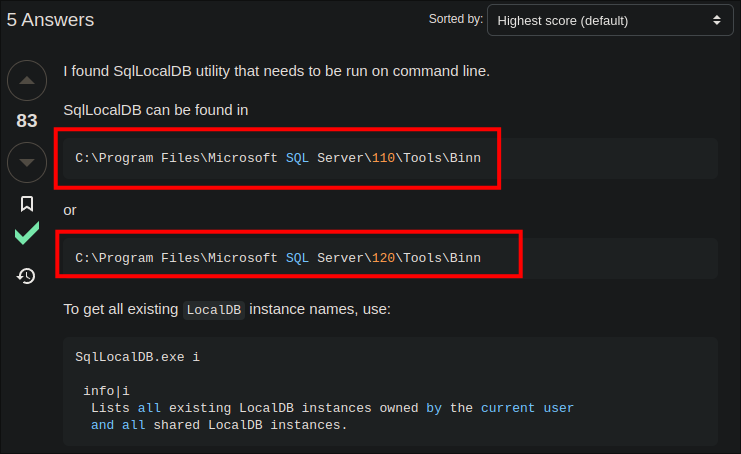 5 Answers
Sorted by:
Highest score (default)
I found SqlLocalDB utility that needs to be run on command line.
83
SqlLocalDB can be found in
C:\Program Files\Microsoft SQL Server\110\Tools\Binn
or
C:\Program Files\Microsoft SQL Server\120\Tools\Binn
To get all existing LocalDB instance names, use:
SqlLocalDB.exe i
info|i
Lists all existing LocalDB instances owned by the current user
and all shared LocalDB instances.